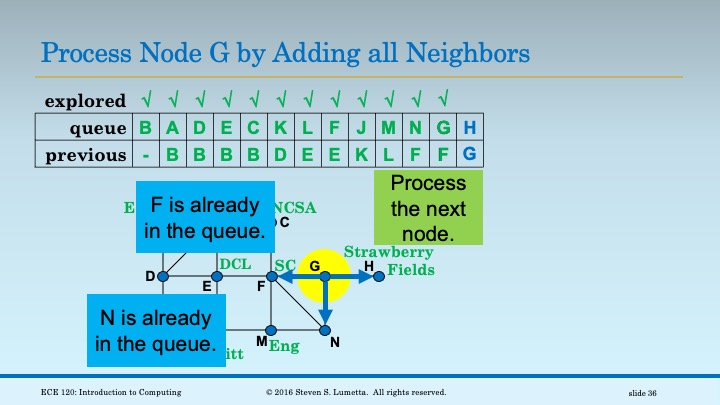 Process Node G by Adding all Neighbors
explored √ √ √ √ √ √ √ √ √ √ √ √
queue B A D E C K L F J M N G H
previous - B B B B D E E K L F F G
Process
the next
node.
E
F is already
in the queue.
NCSA
C
Strawberry
Fields
D
DCL
E
SC
F
G
H
N is already
in the queue.
itt
M
Eng
N
ECE 120: Introduction to Computing
© 2016 Steven S. Lumetta. All rights reserved.
slide 36